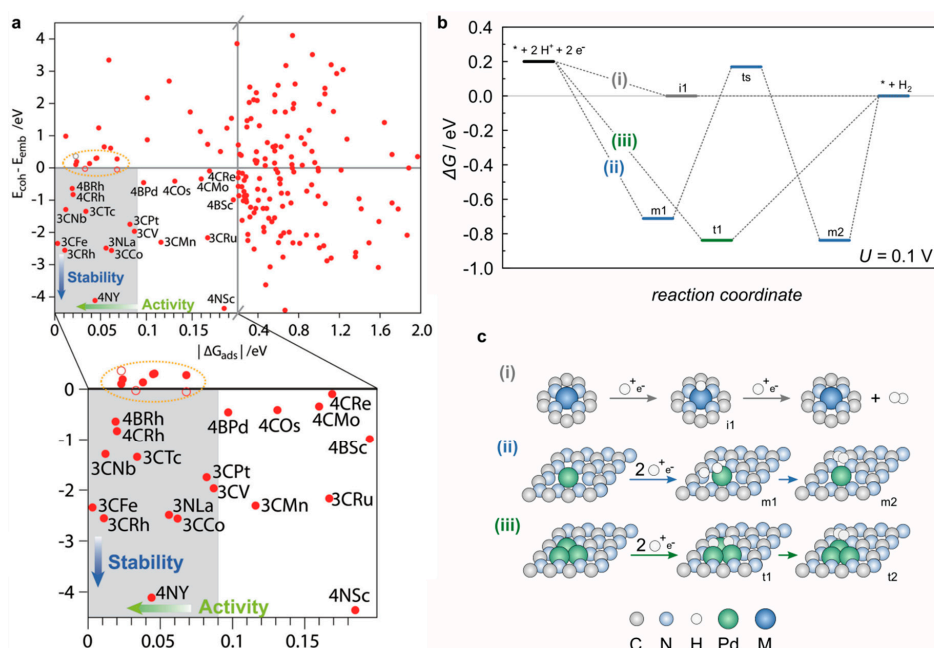 a
E_coh- E_emb /eV
4
3
2
1
0
-1
-2
-3
-4
4BRh
4CRh
3CNb
3CTc
3CFe
3CRh
3NLa
3CCo
3CPt
3CV
3CMn
4BPd
4COs
4CRe
4CMo
4BSc
3CRu
4NY
4NSc
Stability
Activity
0
0.05
0.10
0.15
0.4
0.8
1.2
1.6
2.0
|ΔG_ads| /eV
0
-1
-2
-3
-4
4BRh
4CRh
3CNb
3CTc
3CFe
3CRh
3NLa
3CCo
3CPt
3CV
3CMn
4BPd
4COs
4CRe
4CMo
4BSc
3CRu
4NY
4NSc
Stability
Activity
0
0.05
0.10
0.15
b
ΔG / eV
0.4
0.2
0.0
-0.2
-0.4
-0.6
-0.8
-1.0
* + 2 H⁺ + 2 e⁻
(i)
i1
ts
* + H₂
(iii)
(ii)
m1
t1
m2
U = 0.1 V
reaction coordinate
c
(i)
+
e-
+
e-
+
i1
(ii)
2 +
e-
m1
m2
(iii)
2 +
e-
t1
t2
C N H Pd M